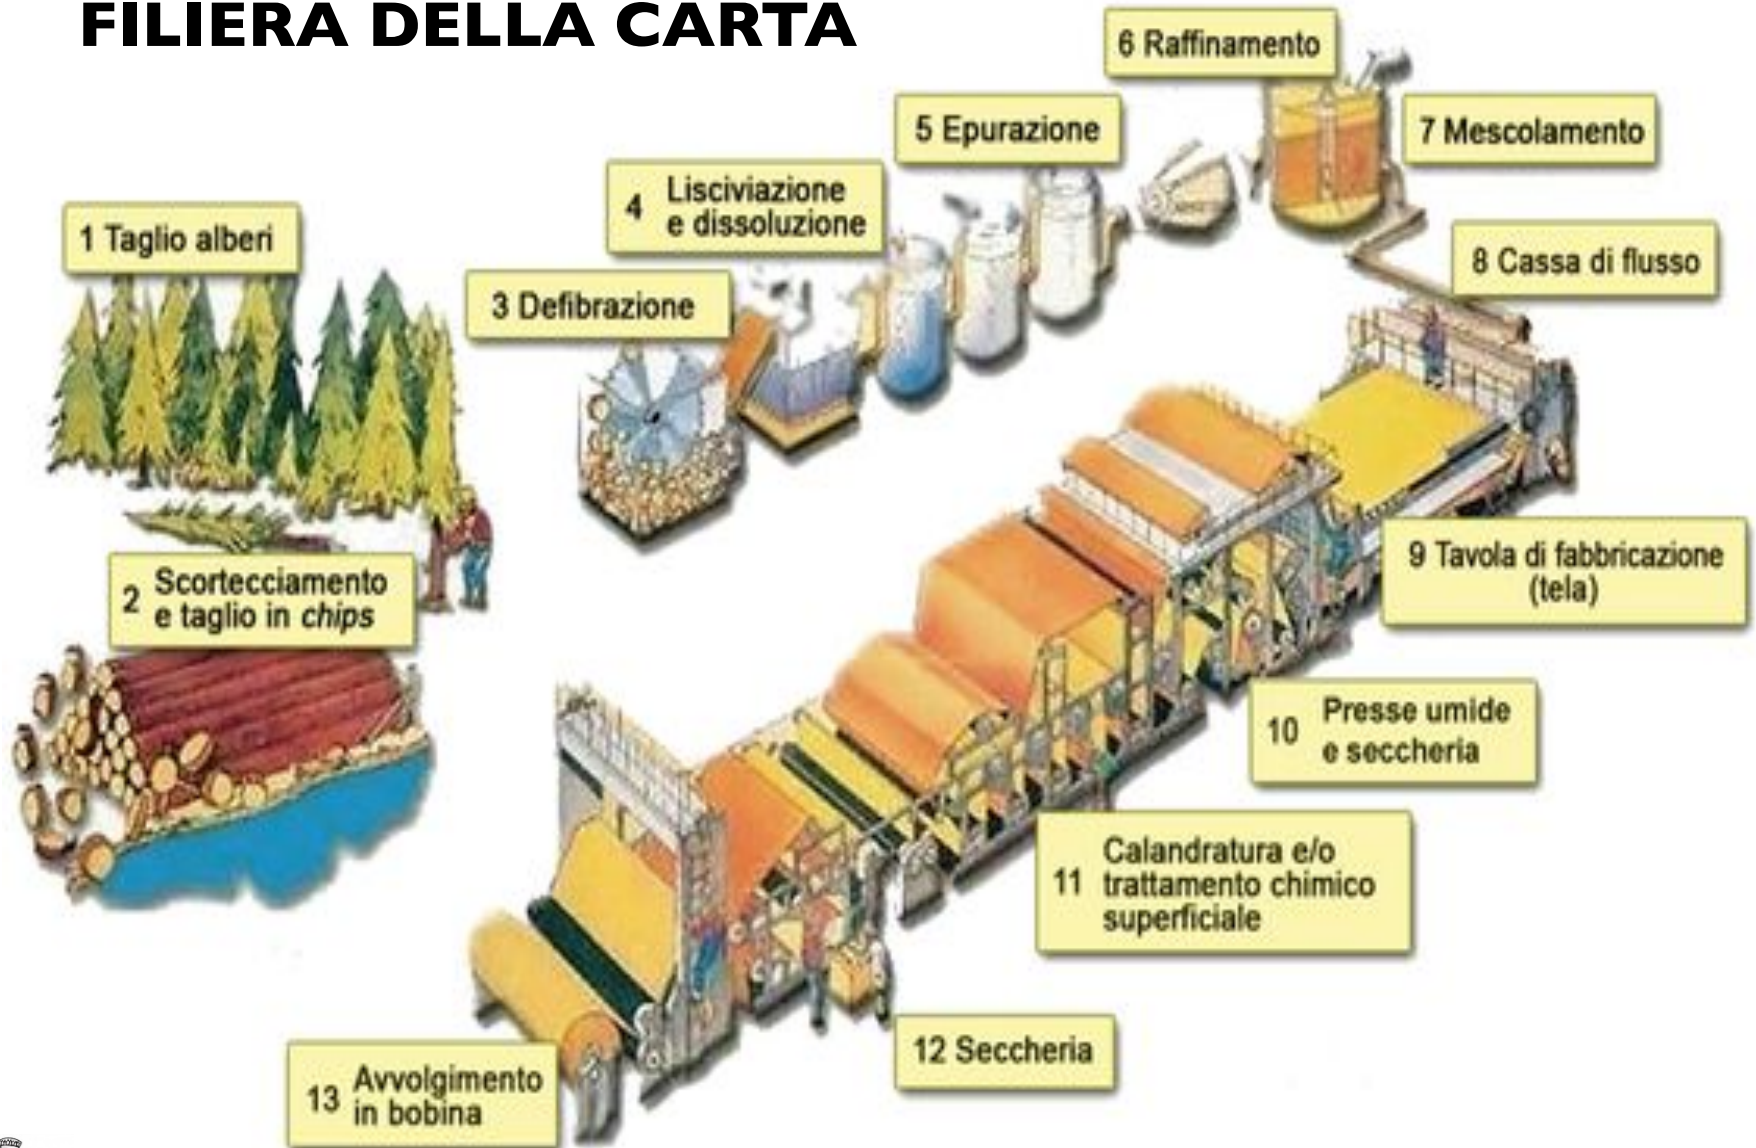 FILIERA DELLA CARTA
1 Taglio alberi
2 Scortecciamento
e taglio in chips
3 Defibrazione
4 Lisciviazione
e dissoluzione
5 Epurazione
6 Raffinamento
7 Mescolamento
8 Cassa di flusso
9 Tavola di fabbricazione
(tela)
10 Presse umide
e seccheria
11 Calandratura e/o
trattamento chimico
superficiale
12 Seccheria
13 Avvolgimento
in bobina